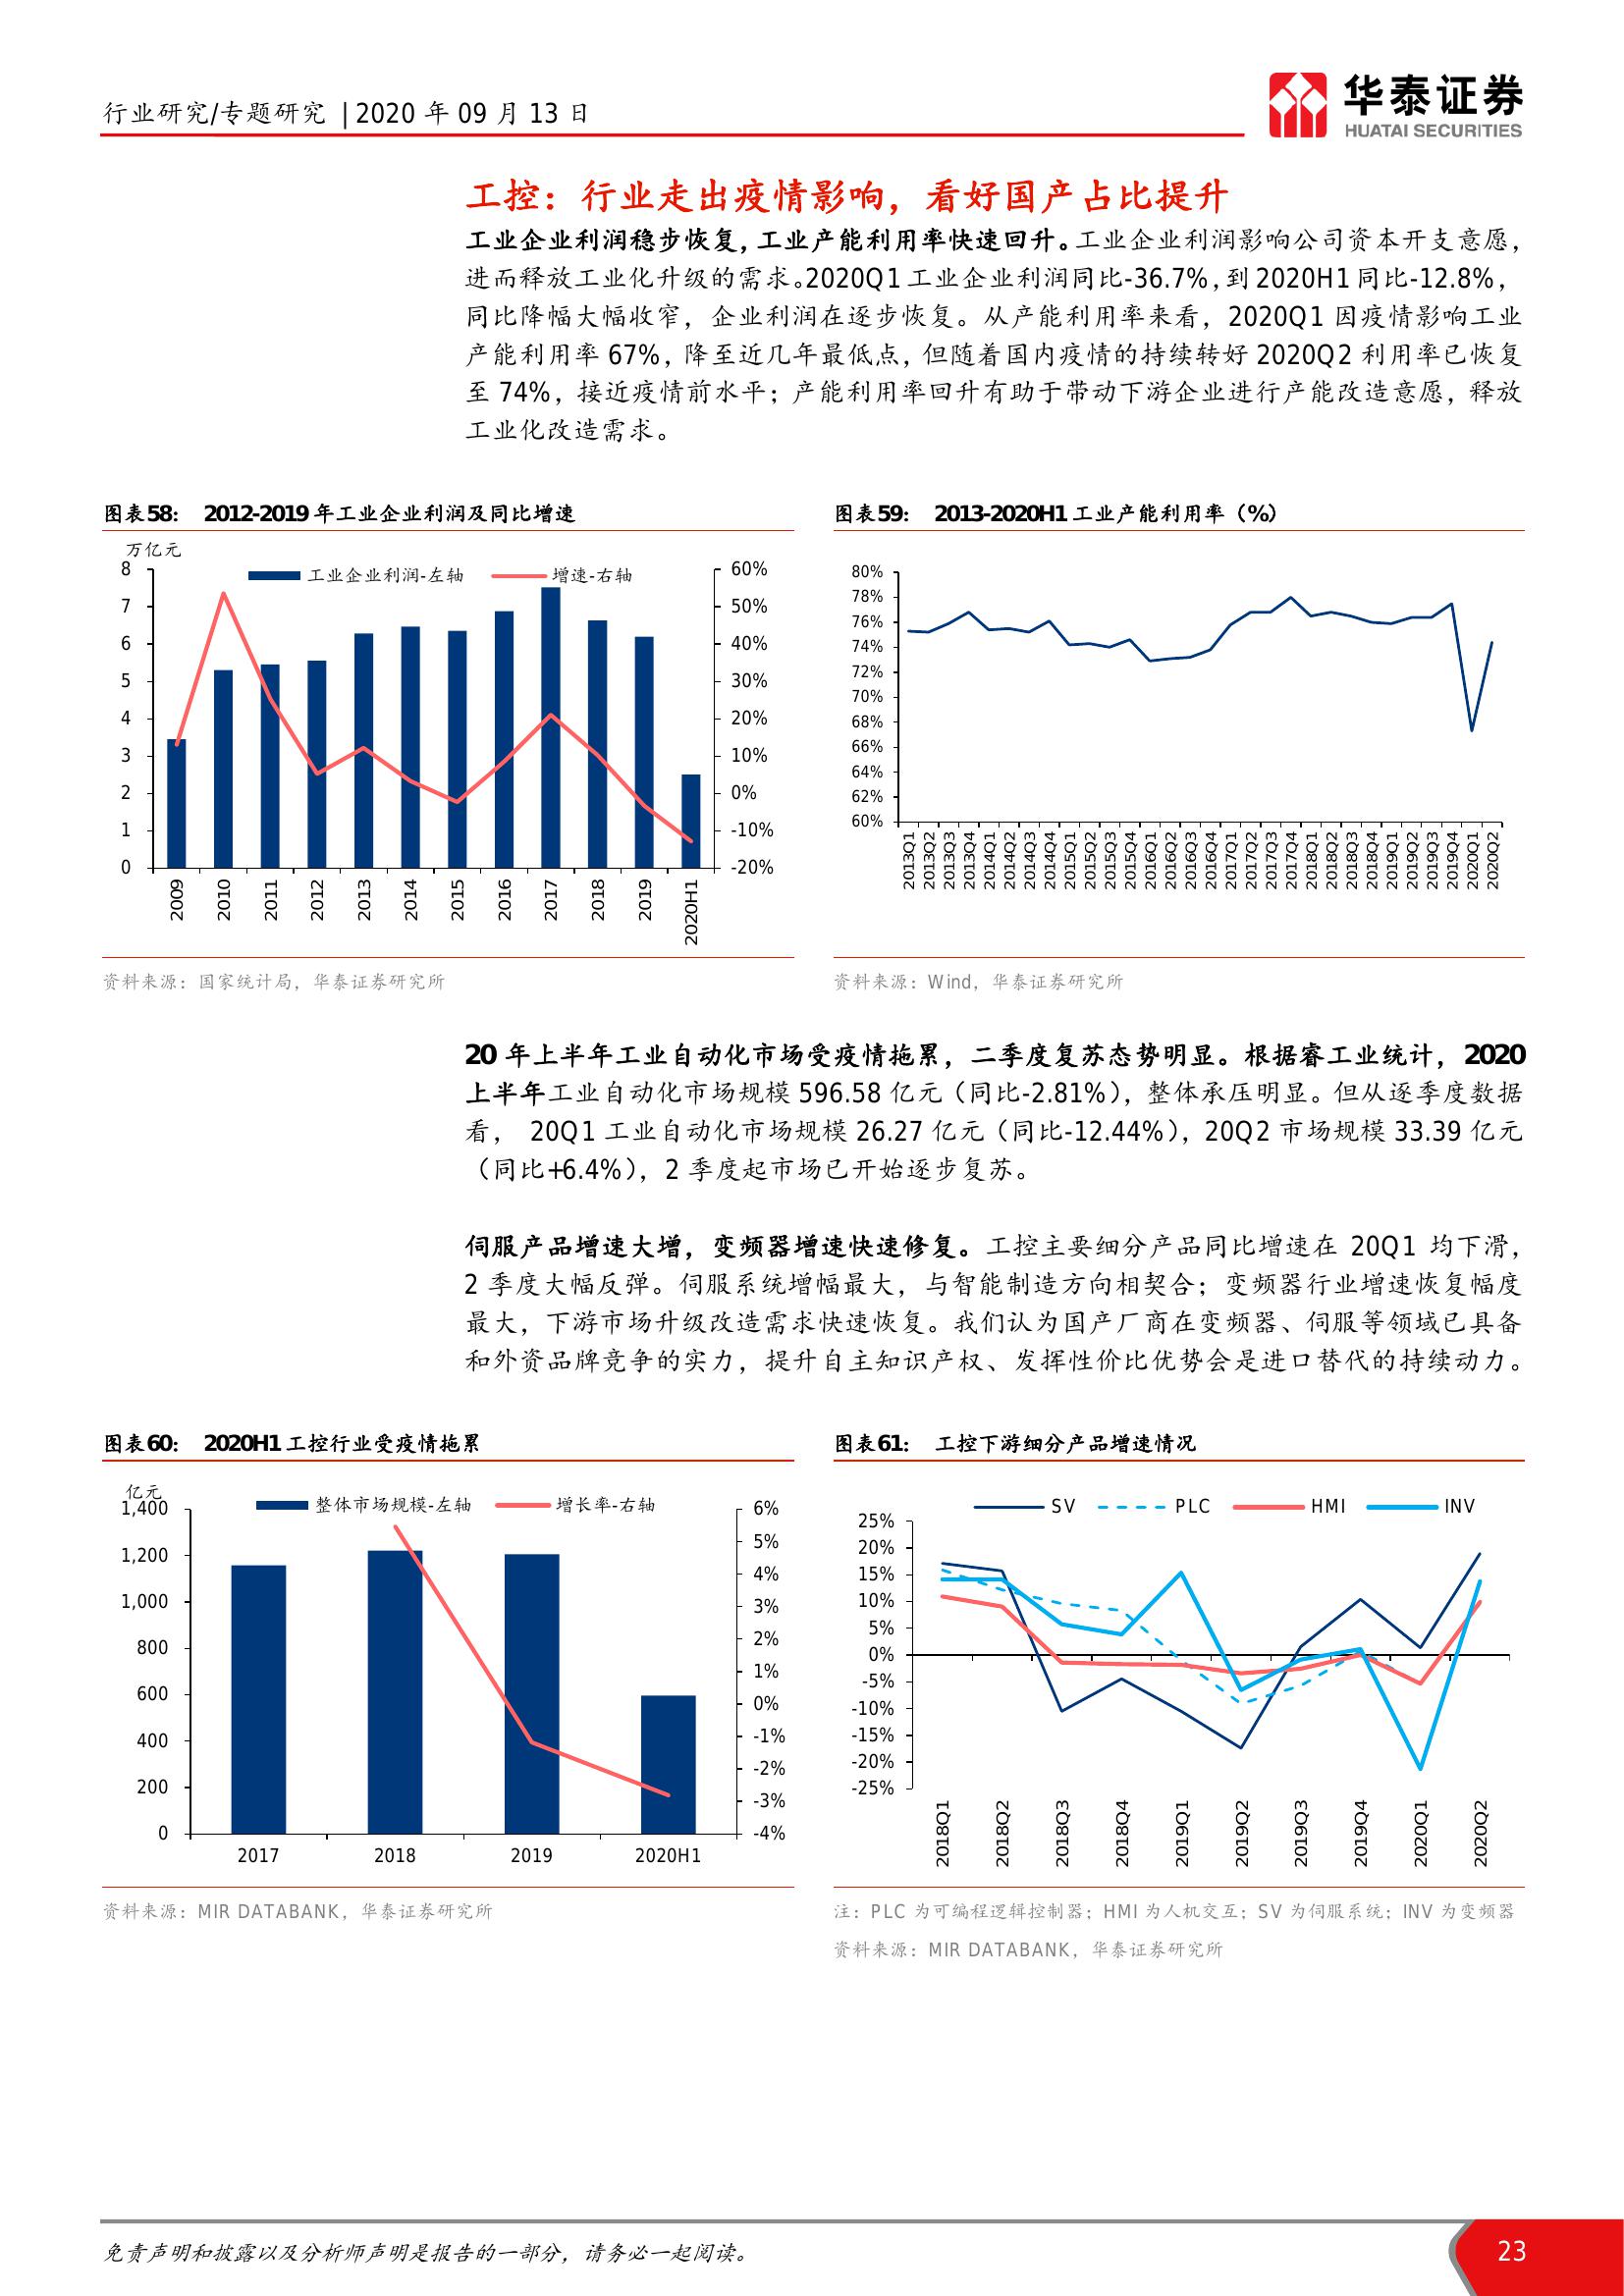 行业研究/专题研究 | 2020 年 09 月 13 日
华泰证券
HUATAI SECURITIES
工控：行业走出疫情影响，看好国产占比提升
工业企业利润稳步恢复，工业产能利用率快速回升。工业企业利润影响公司资本开支意愿，
进而释放工业化升级的需求。2020Q1 工业企业利润同比-36.7%，到 2020H1 同比-12.8%，
同比降幅大幅收窄，企业利润在逐步恢复。从产能利用率来看，2020Q1 因疫情影响工业
产能利用率 67%，降至近几年最低点，但随着国内疫情的持续转好 2020Q2 利用率已恢复
至 74%，接近疫情前水平；产能利用率回升有助于带动下游企业进行产能改造意愿，释放
工业化改造需求。
图表58： 2012-2019 年工业企业利润及同比增速
万亿元
工业企业利润-左轴 增速-右轴
8
7
6
5
4
3
2
1
0
60%
50%
40%
30%
20%
10%
0%
-10%
-20%
2009 2010 2011 2012 2013 2014 2015 2016 2017 2018 2019 2020H1
资料来源：国家统计局，华泰证券研究所
图表59： 2013-2020H1 工业产能利用率（%）
80%
78%
76%
74%
72%
70%
68%
66%
64%
62%
60%
2013Q1 2013Q2 2013Q3 2013Q4 2014Q1 2014Q2 2014Q3 2014Q4 2015Q1 2015Q2 2015Q3 2015Q4 2016Q1 2016Q2 2016Q3 2016Q4 2017Q1 2017Q2 2017Q3 2017Q4 2018Q1 2018Q2 2018Q3 2018Q4 2019Q1 2019Q2 2019Q3 2019Q4 2020Q1 2020Q2
资料来源：Wind，华泰证券研究所
20 年上半年工业自动化市场受疫情拖累，二季度复苏态势明显。根据睿工业统计，2020
上半年工业自动化市场规模 596.58 亿元（同比-2.81%），整体承压明显。但从逐季度数据
看， 20Q1 工业自动化市场规模 26.27 亿元（同比-12.44%），20Q2 市场规模 33.39 亿元
（同比+6.4%），2 季度起市场已开始逐步复苏。
伺服产品增速大增，变频器增速快速修复。工控主要细分产品同比增速在 20Q1 均下滑，
2 季度大幅反弹。伺服系统增幅最大，与智能制造方向相契合；变频器行业增速恢复幅度
最大，下游市场升级改造需求快速恢复。我们认为国产厂商在变频器、伺服等领域已具备
和外资品牌竞争的实力，提升自主知识产权、发挥性价比优势会是进口替代的持续动力。
图表60： 2020H1 工控行业受疫情拖累
亿元
整体市场规模-左轴 增长率-右轴
1,400
1,200
1,000
800
600
400
200
0
6%
5%
4%
3%
2%
1%
0%
-1%
-2%
-3%
-4%
2017 2018 2019 2020H1
资料来源：MIR DATABANK，华泰证券研究所
图表61： 工控下游细分产品增速情况
SV PLC HMI INV
25%
20%
15%
10%
5%
0%
-5%
-10%
-15%
-20%
-25%
2018Q1 2018Q2 2018Q3 2018Q4 2019Q1 2019Q2 2019Q3 2019Q4 2020Q1 2020Q2
注：PLC 为可编程逻辑控制器；HMI 为人机交互；SV 为伺服系统；INV 为变频器
资料来源：MIR DATABANK，华泰证券研究所
免责声明和披露以及分析师声明是报告的一部分，请务必一起阅读。
23